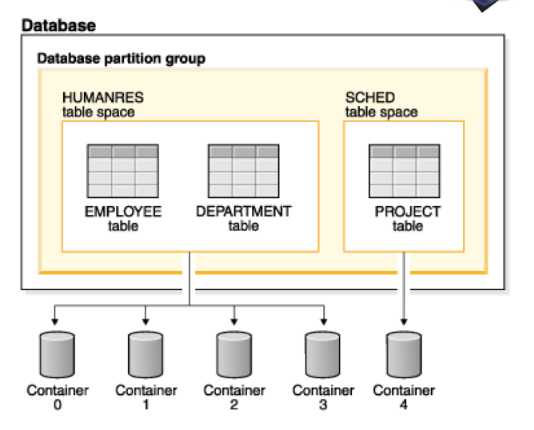 Database
Database partition group
HUMANRES
table space
SCHED
table space
EMPLOYEE
table
DEPARTMENT
table
PROJECT
table
Container
0
Container
1
Container
2
Container
3
Container
4